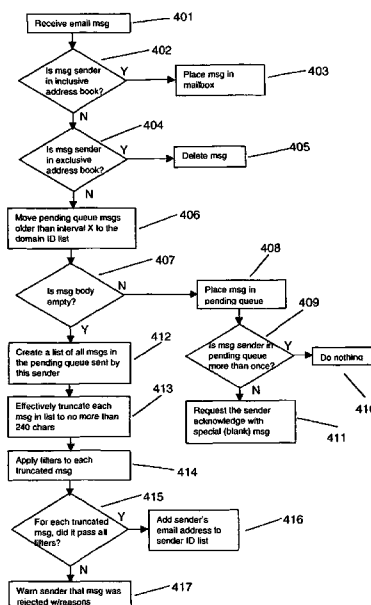 401
Receive email msg
402
Is msg sender
in inclusive
address book?
Y
Place msg in
mailbox
403
N
404
Is msg sender
in exclusive
address book?
Y
Delete msg
405
N
Move pending queue msgs
older than interval X to the
domain ID list
406
407
Is msg body
empty?
N
Place msg in
pending queue
408
409
Y
Is msg sender in
pending queue
more than once?
Y
Do nothing
410
N
Create a list of all msgs in
the pending queue sent by
this sender
412
Request the sender
acknowledge with
special (blank) msg
411
Effectively truncate each
msg in list to no more than
240 chars
413
Apply filters to each
truncated msg
414
415
For each truncated
msg, did it pass all
filters?
Y
Add sender's
email address to
sender ID list
416
N
Warn sender that msg was
rejected w/reasons
417